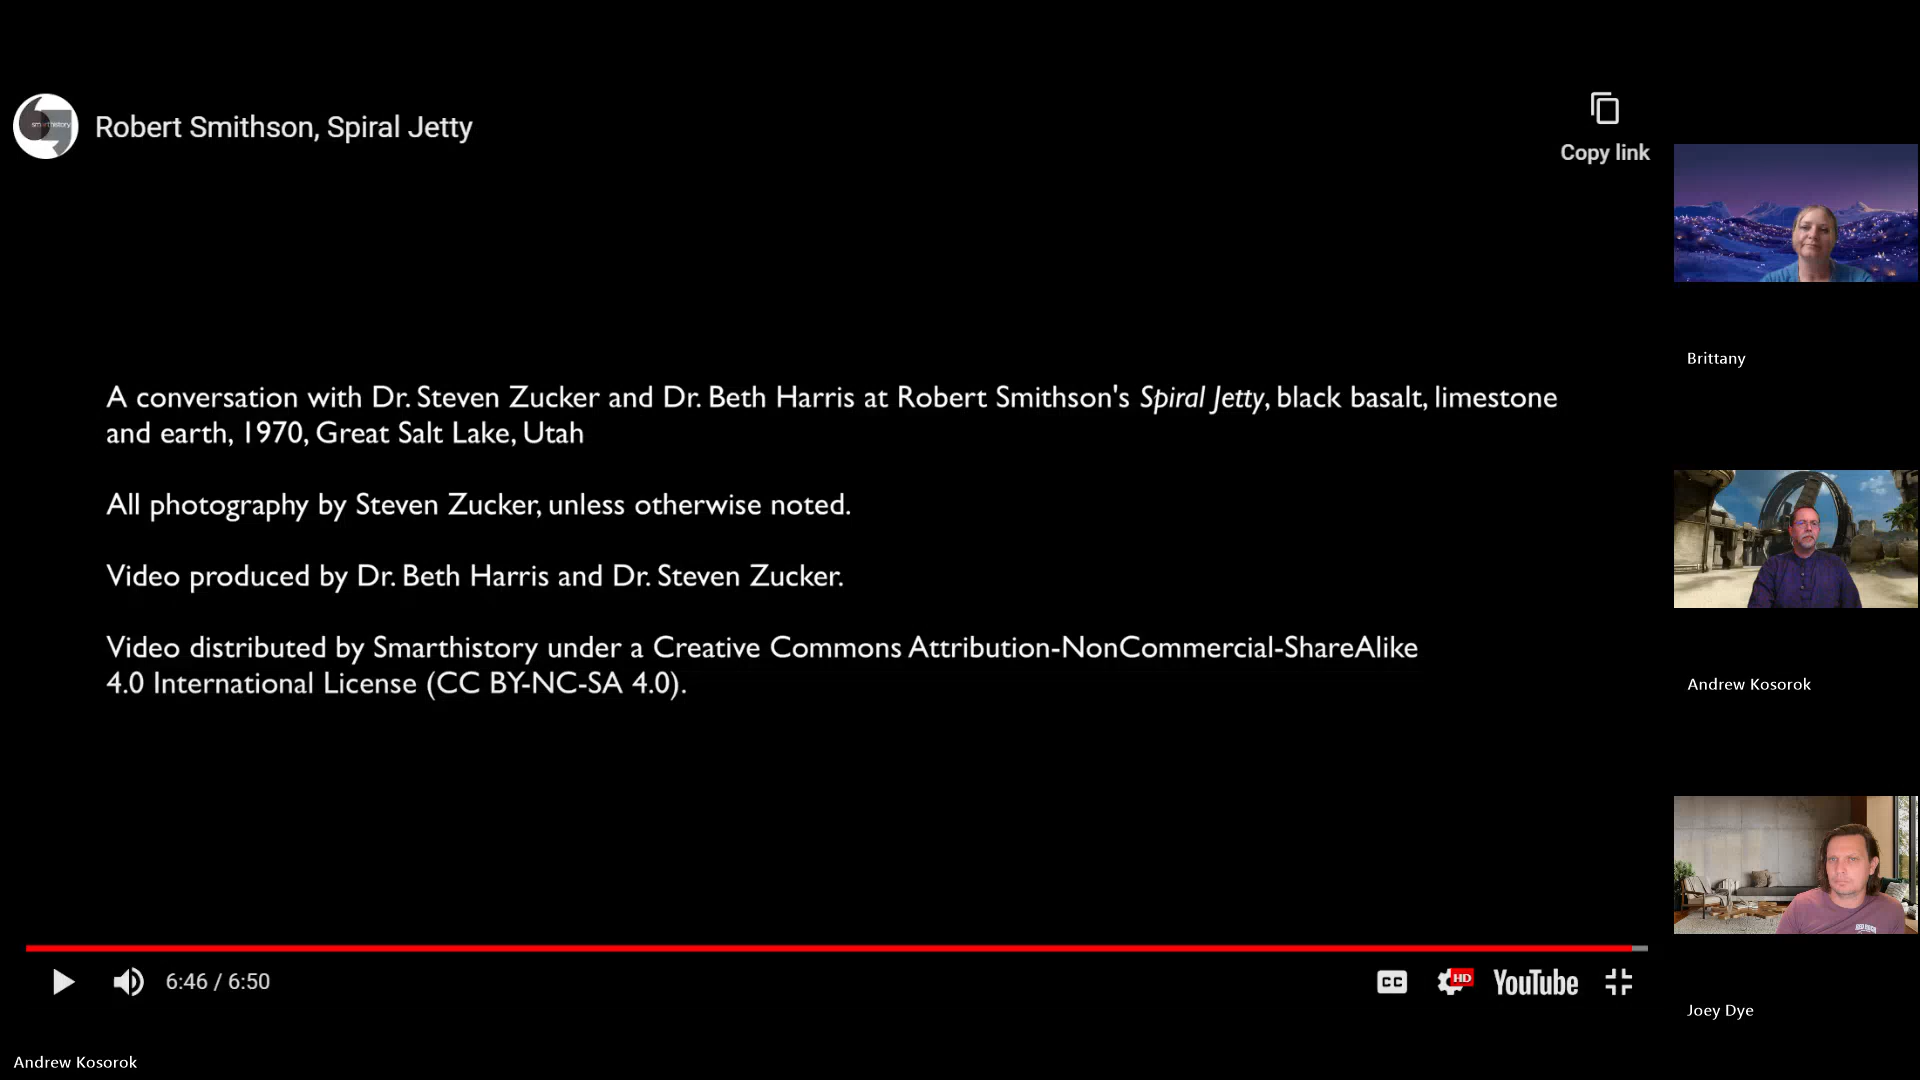 smarthistory
Robert Smithson, Spiral Jetty
Copy link
A conversation with Dr. Steven Zucker and Dr. Beth Harris at Robert Smithson's Spiral Jetty, black basalt, limestone
and earth, 1970, Great Salt Lake, Utah
All photography by Steven Zucker, unless otherwise noted.
Video produced by Dr. Beth Harris and Dr. Steven Zucker.
Video distributed by Smarthistory under a Creative Commons Attribution-NonCommercial-ShareAlike
4.0 International License (CC BY-NC-SA 4.0).
6:46 / 6:50
CC
HD
YouTube
Brittany
Andrew Kosorok
Joey Dye
Andrew Kosorok